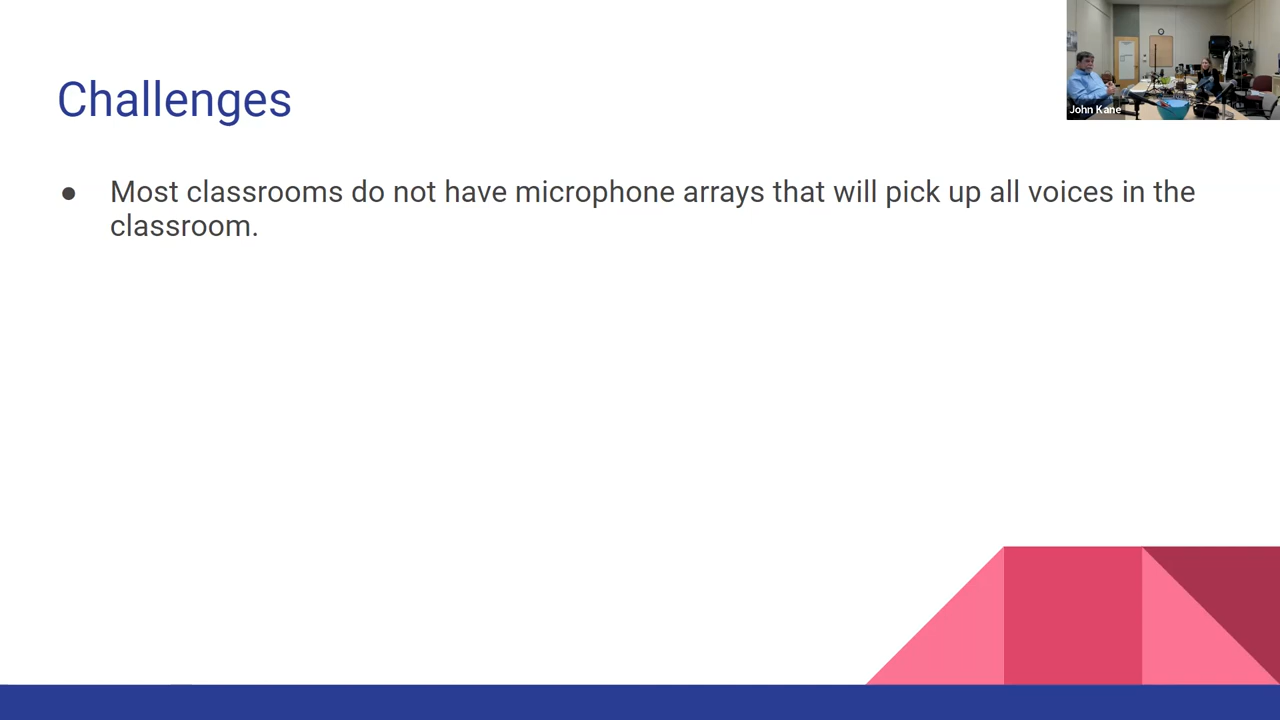 John Kane
Challenges
● Most classrooms do not have microphone arrays that will pick up all voices in the
classroom.